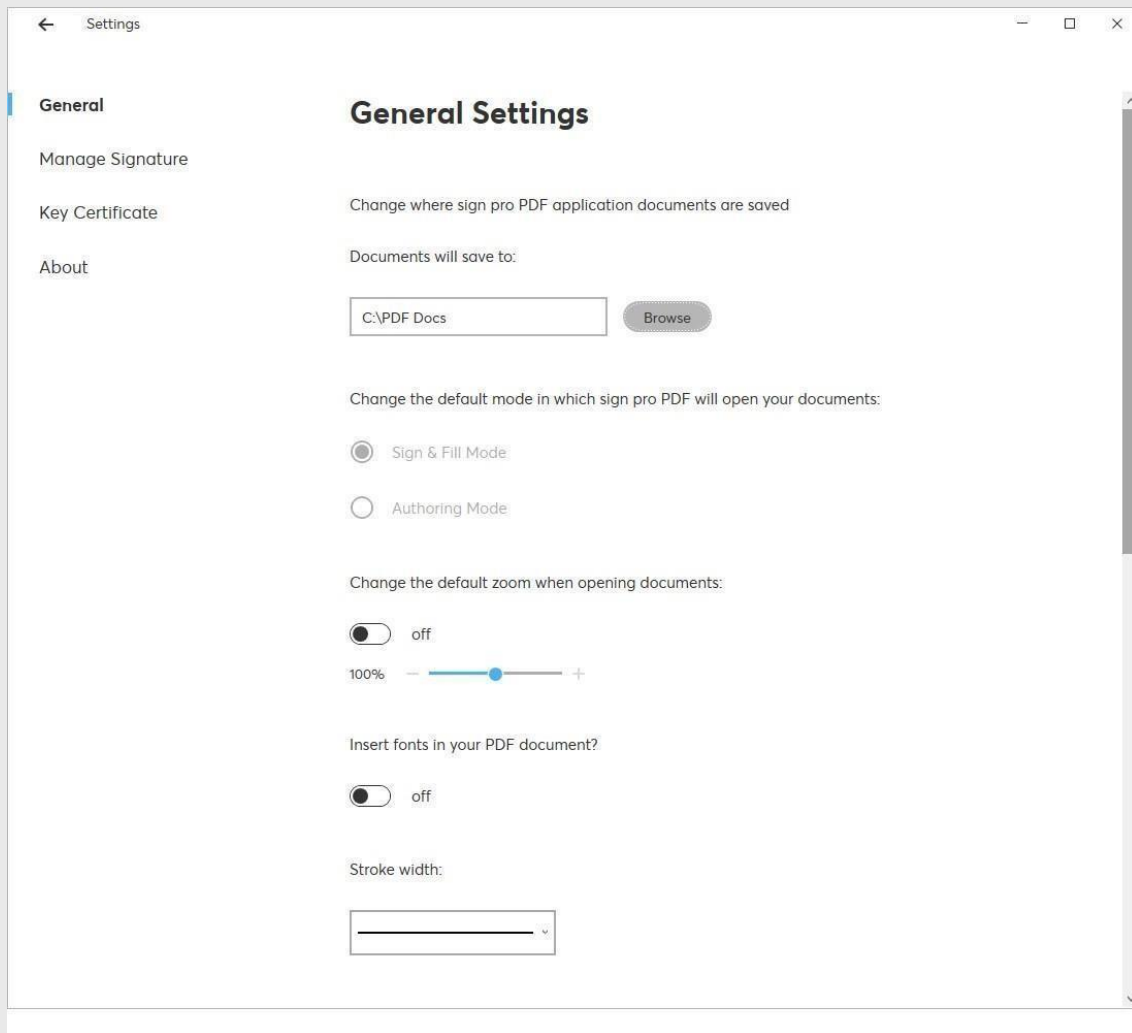 Settings
General
Manage Signature
Key Certificate
About
General Settings
Change where sign pro PDF application documents are saved
Documents will save to:
C:\PDF Docs
Browse
Change the default mode in which sign pro PDF will open your documents:
Sign & Fill Mode
Authoring Mode
Change the default zoom when opening documents:
off
100%
Insert fonts in your PDF document?
off
Stroke width: